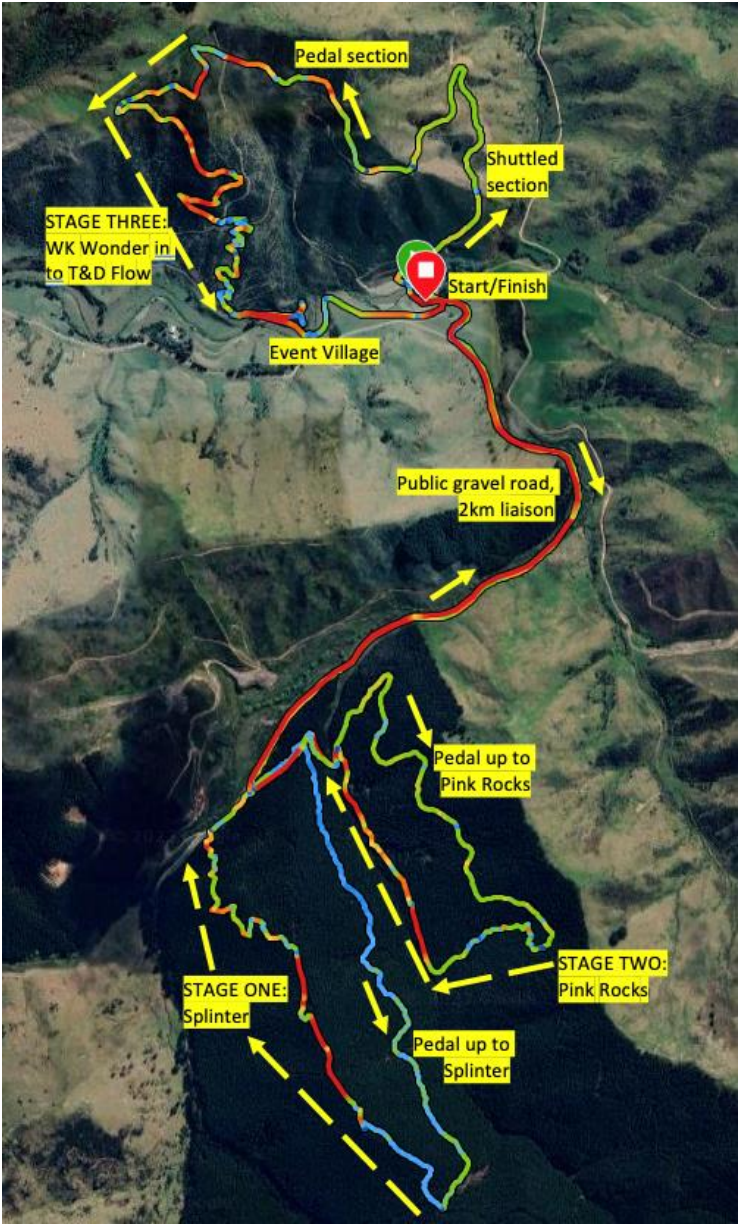 Pedal section
Shuttled
section
STAGE THREE:
WK Wonder in
to T&D Flow
Start/Finish
Event Village
Public gravel road,
2km liaison
Pedal up to
Pink Rocks
STAGE TWO:
Pink Rocks
STAGE ONE:
Splinter
Pedal up to
Splinter